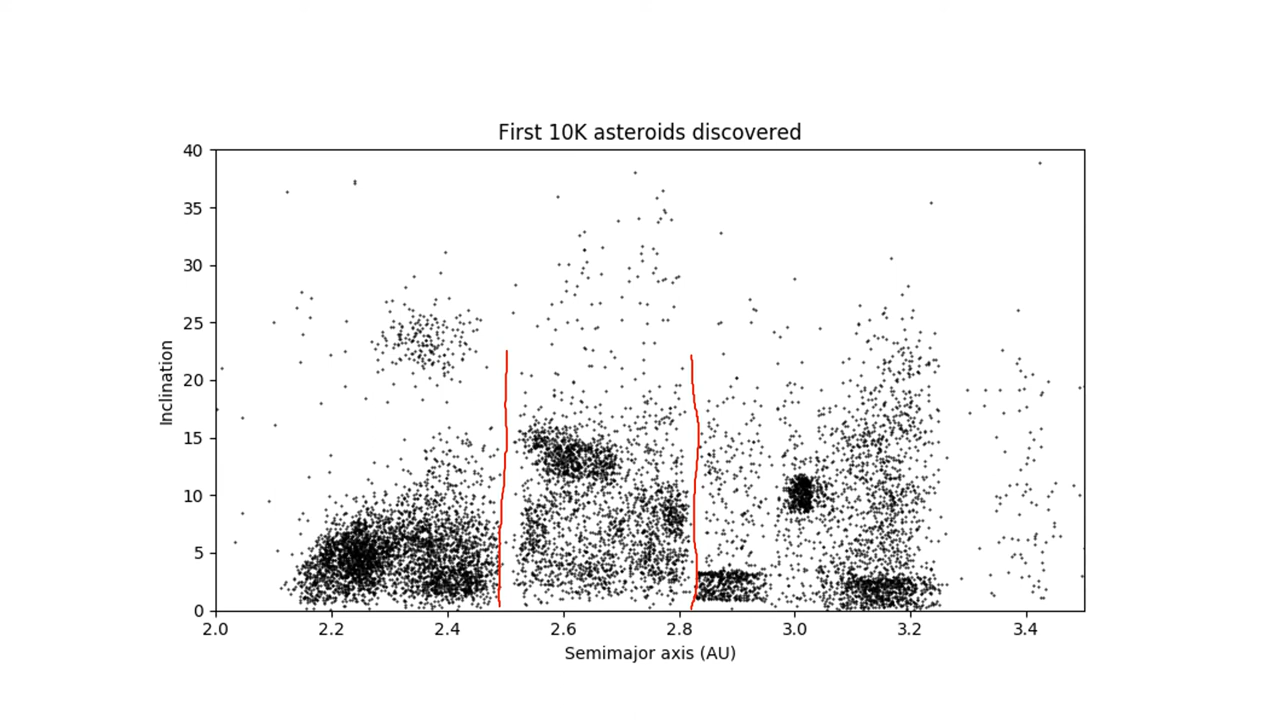 First 10K asteroids discovered
40
35
30
25
20
15
10
5
0
Inclination
2.0 2.2 2.4 2.6 2.8 3.0 3.2 3.4
Semimajor axis (AU)